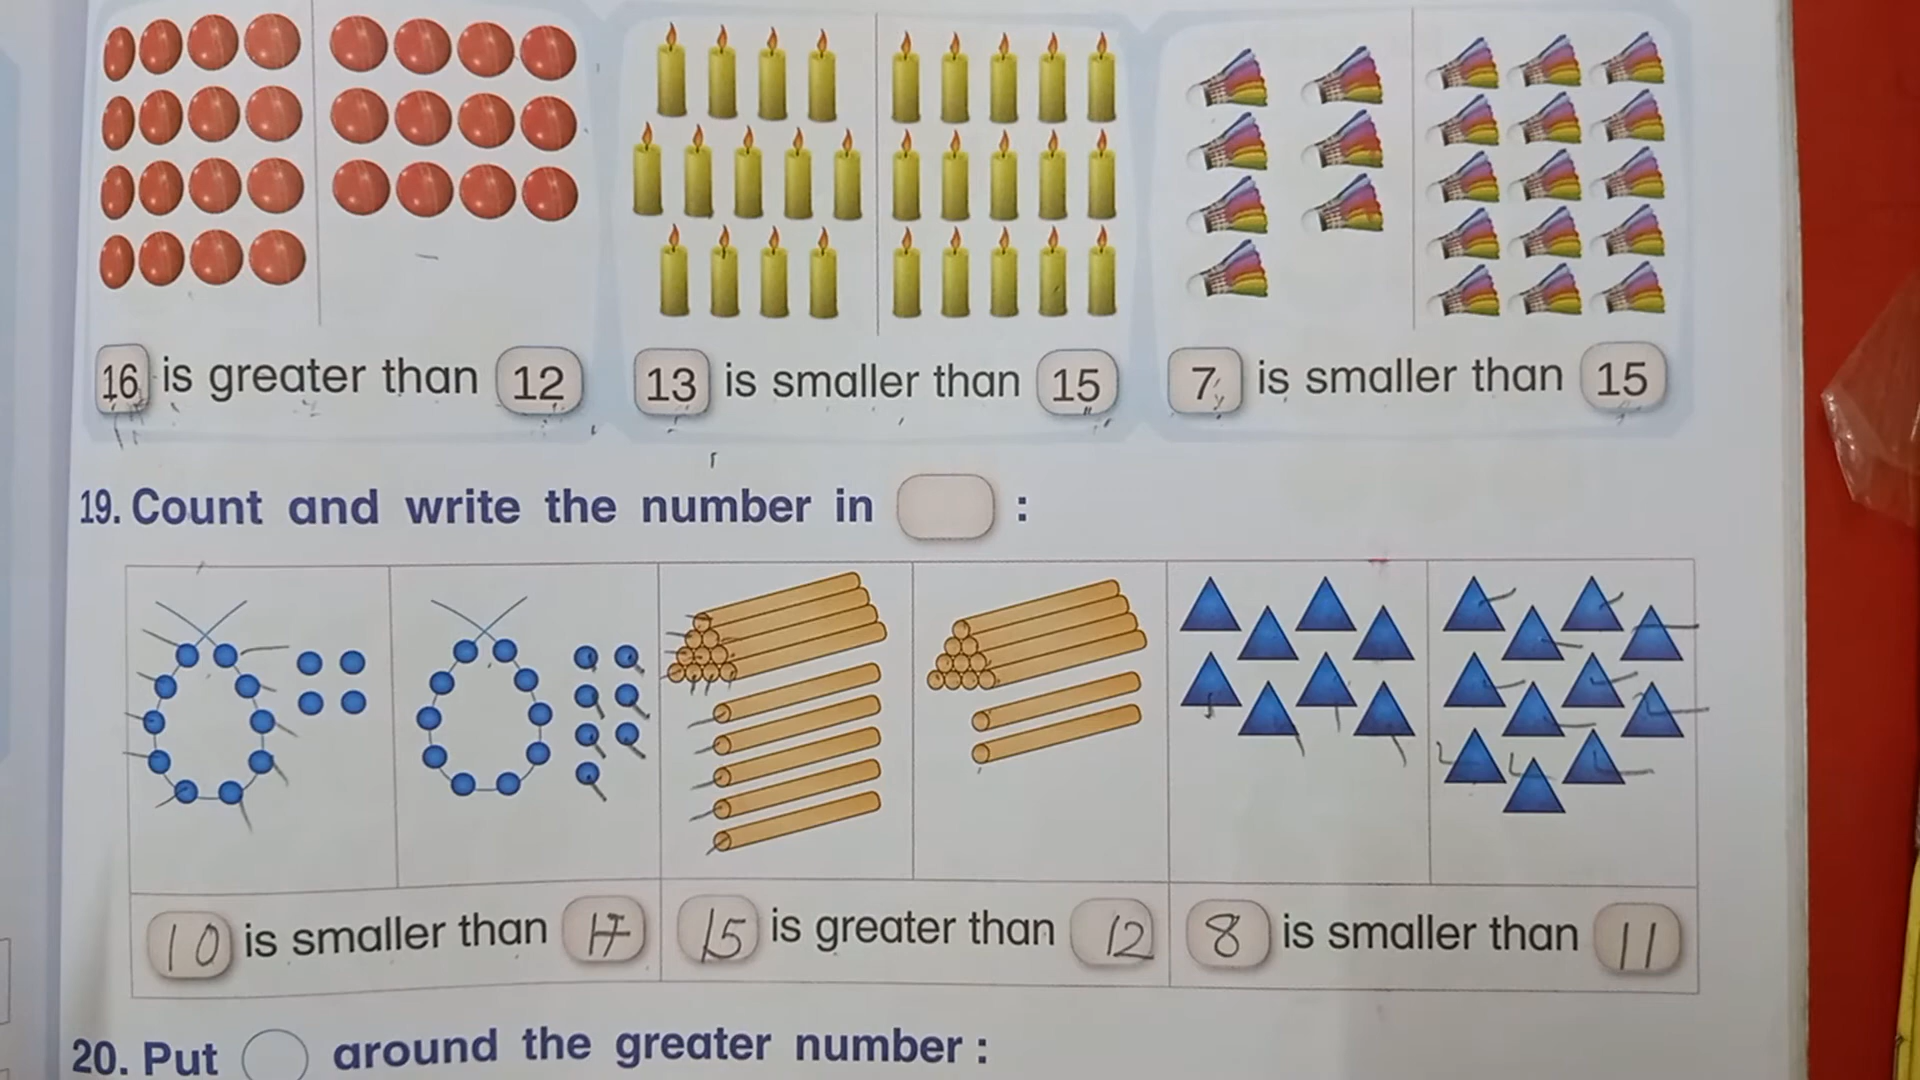 16 is greater than 12 13 is smaller than 15 7 is smaller than 15
19. Count and write the number in :
10 is smaller than 17 15 is greater than 12 8 is smaller than 11
20. Put around the greater number :